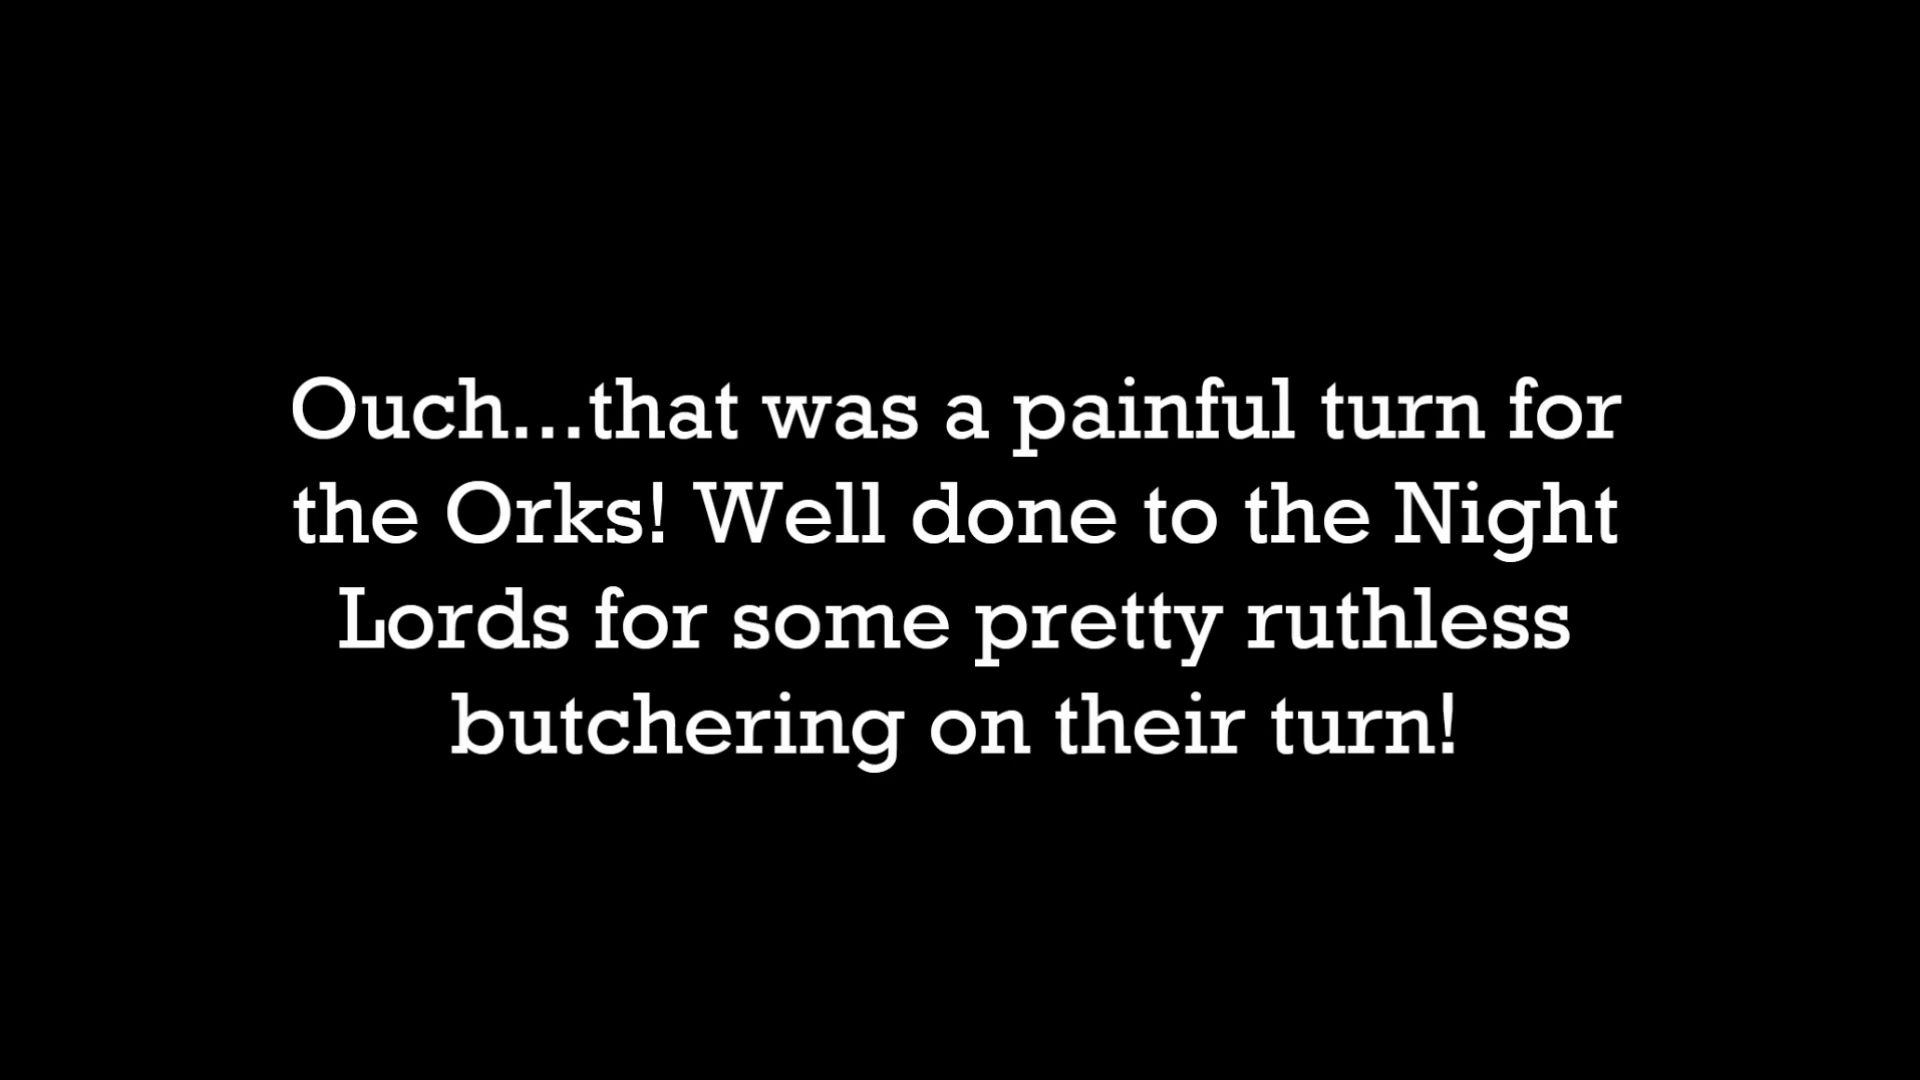 Ouch...that was a painful turn for
the Orks! Well done to the Night
Lords for some pretty ruthless
butchering on their turn!